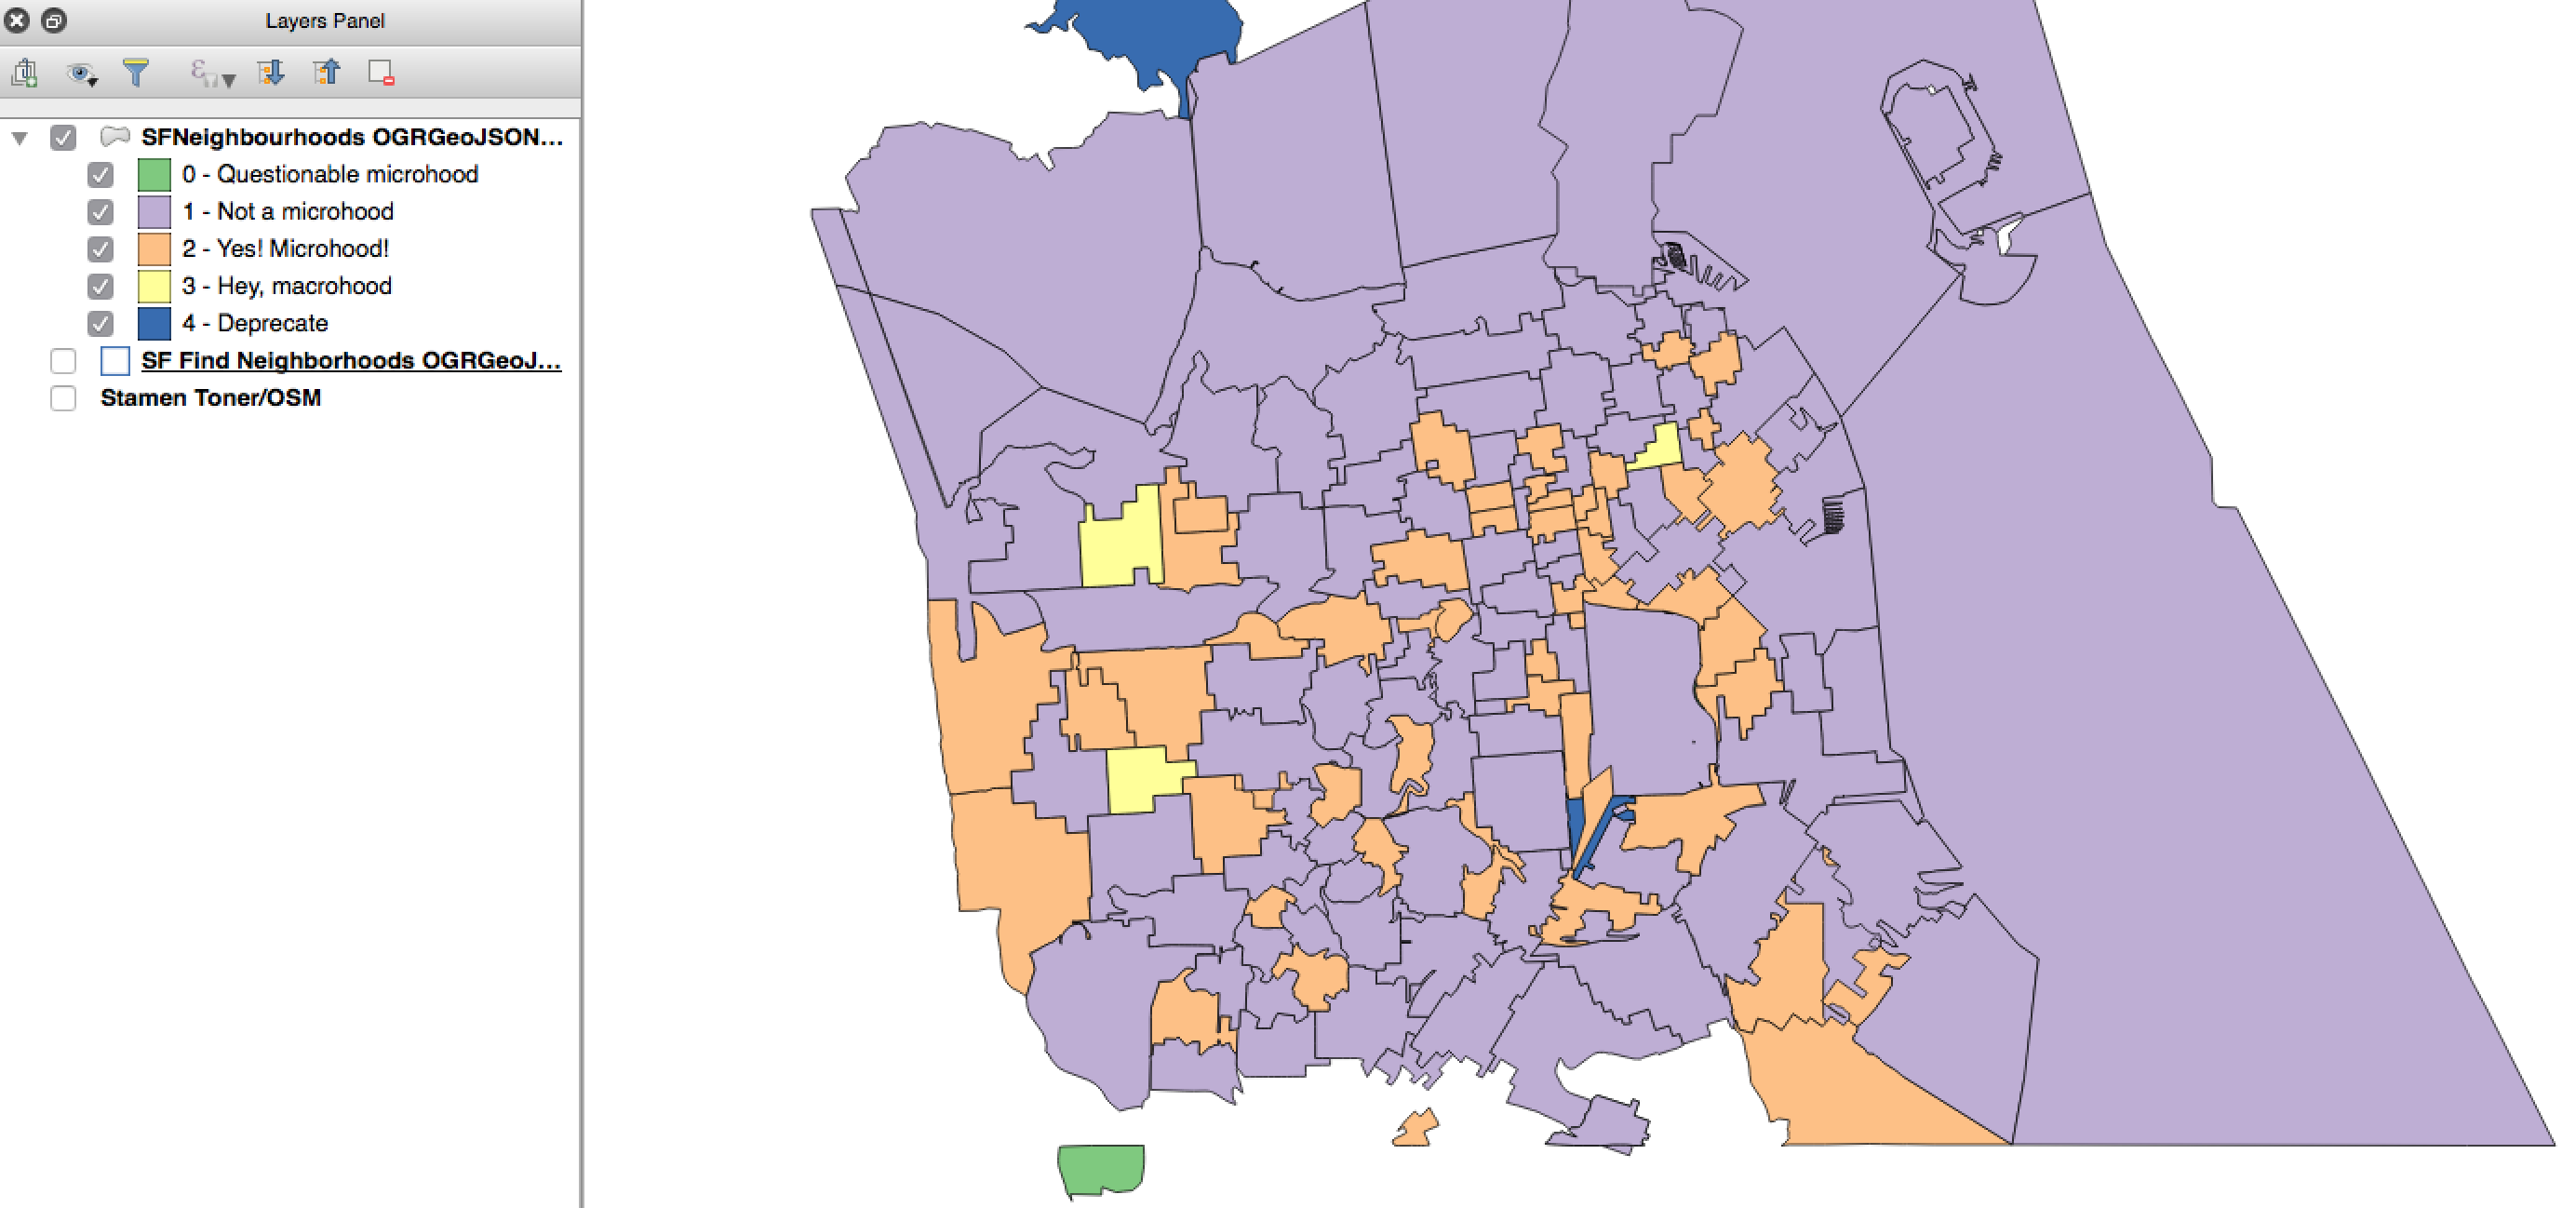 Layers Panel
SFNeighbourhoods OGRGeoJSON...
0 - Questionable microhood
1 - Not a microhood
2 - Yes! Microhood!
3 - Hey, macrohood
4 - Deprecate
SF Find Neighborhoods OGRGeoJ...
Stamen Toner/OSM